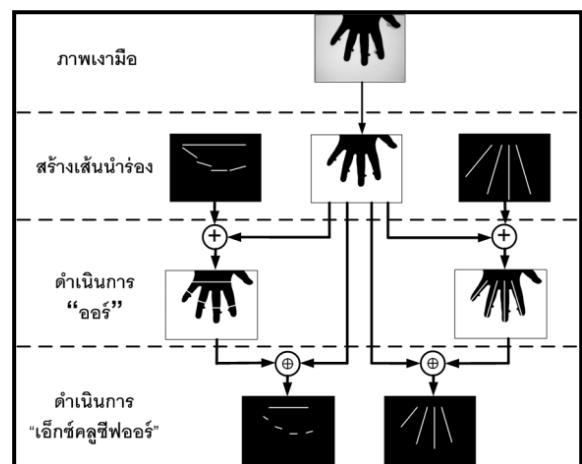 ภาพเงามือ
สร้างเส้นนำร่อง
ดำเนินการ
“ออร์”
ดำเนินการ
“เอ็กซ์คลูซีฟออร์”